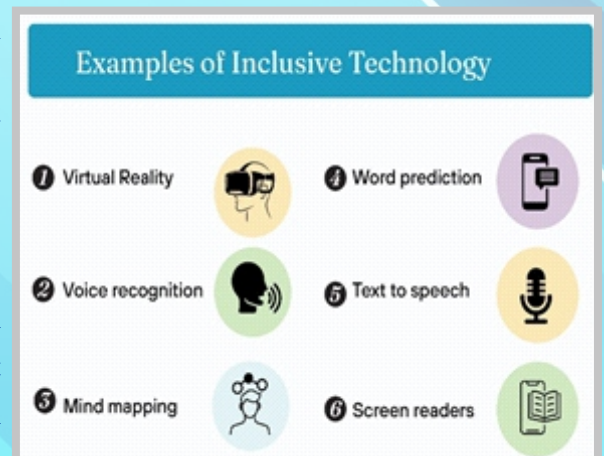 Examples of Inclusive Technology
1 Virtual Reality
2 Voice recognition
3 Mind mapping
4 Word prediction
5 Text to speech
6 Screen readers